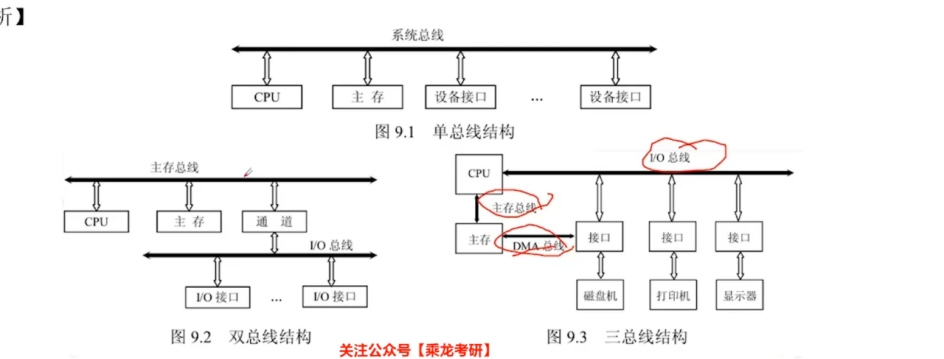 析】
系统总线
CPU 主存 设备接口 ... 设备接口
图 9.1 单总线结构
主存总线
CPU 主存 通道
I/O 总线
I/O 接口 ... I/O 接口
图 9.2 双总线结构
I/O 总线
CPU
主存总线
主存 DMA 总线 接口 接口 接口
磁盘机 打印机 显示器
图 9.3 三总线结构
关注公众号【乘龙考研】